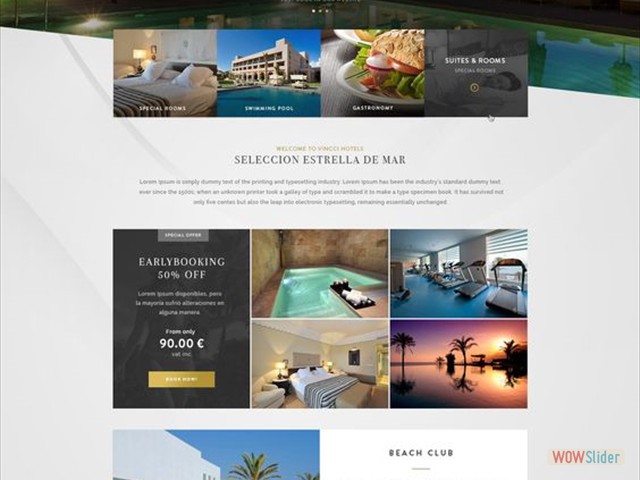 SPECIAL ROOMS
SWIMMING POOL
GASTRONOMY
SUITES & ROOMS
SPECIAL ROOMS
WELCOME TO VINCCI HOTELS
SELECCION ESTRELLA DE MAR
Lorem Ipsum is simply dummy text of the printing and typesetting industry. Lorem Ipsum has been the industry's standard dummy text
ever since the spirits, when an unknown printer took a galley of type and scrambled it to make a type specimen book. It has survived not
only five centes but also the leap into electronic typesetting, remaining essentially unchanged.
SPECIAL OFFER
EARLYBOOKING
50% OFF
Lorem Ipsum disponibles, pero
la mayoría sufrió alteraciones en
alguna manera
From only
90.00 €
vat inc.
BOOK NOW!
BEACH CLUB
WOWSlider